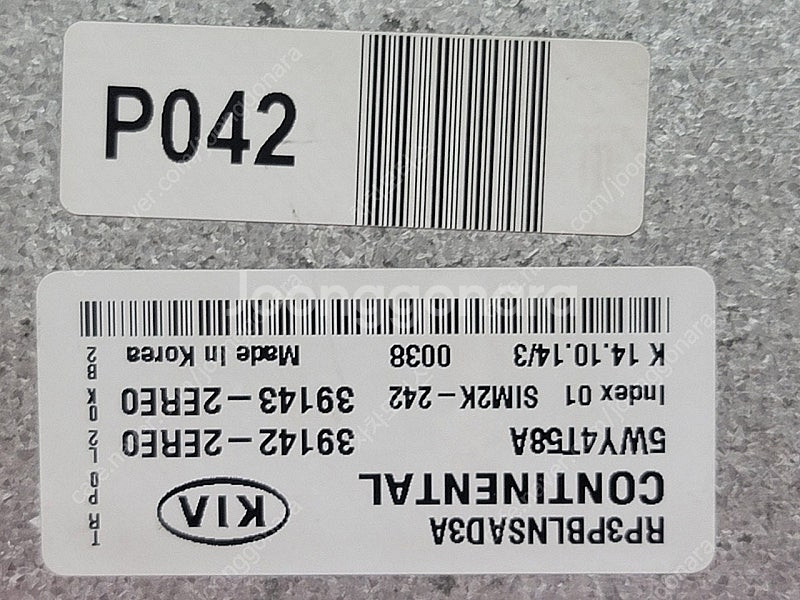 P042
RP3PBLNSAD3A
CONTINENTAL
KIA
5WY4T58A 39142-2ERE0
Index 01 SIM2K-242 39143-2ERE0
K 14.10.14/3 0038 Made In Korea
Joonggonara